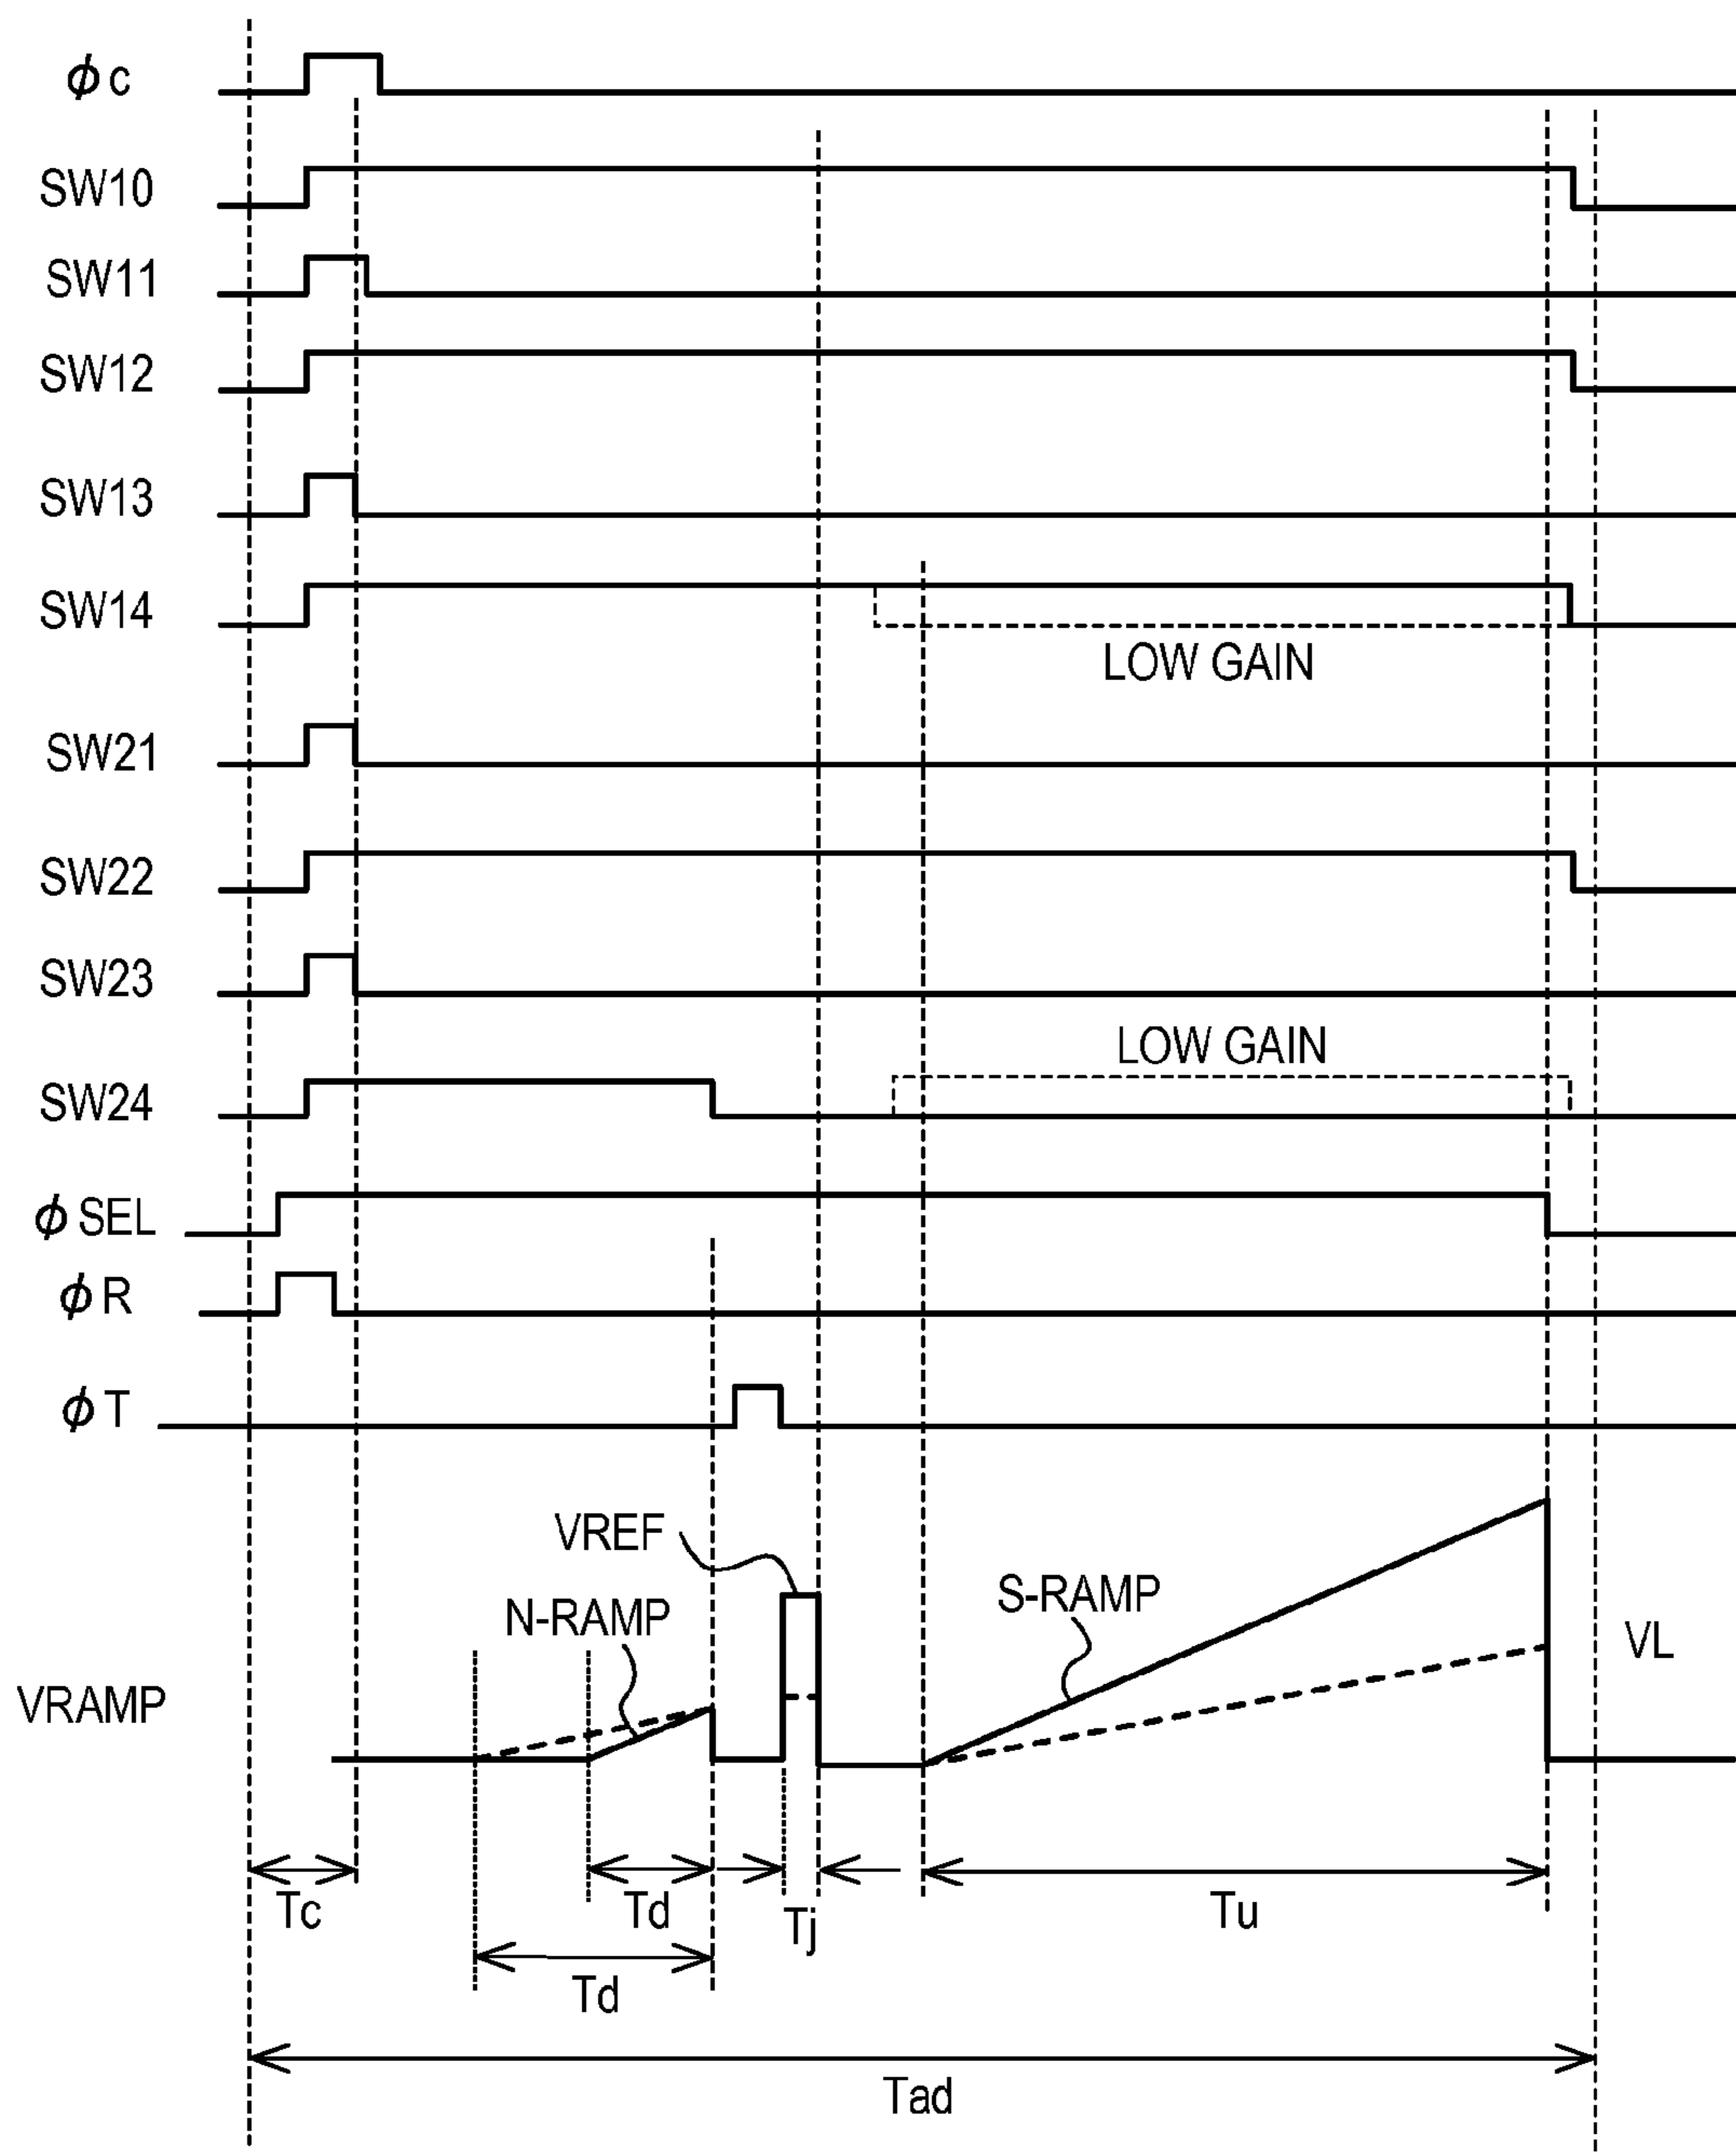 ϕc
SW10
SW11
SW12
SW13
SW14
LOW GAIN
SW21
SW22
SW23
LOW GAIN
SW24
ϕSEL
ϕR
ϕT
VREF
N-RAMP
S-RAMP
VL
VRAMP
Tc
Td
Tj
Tu
Td
Tad